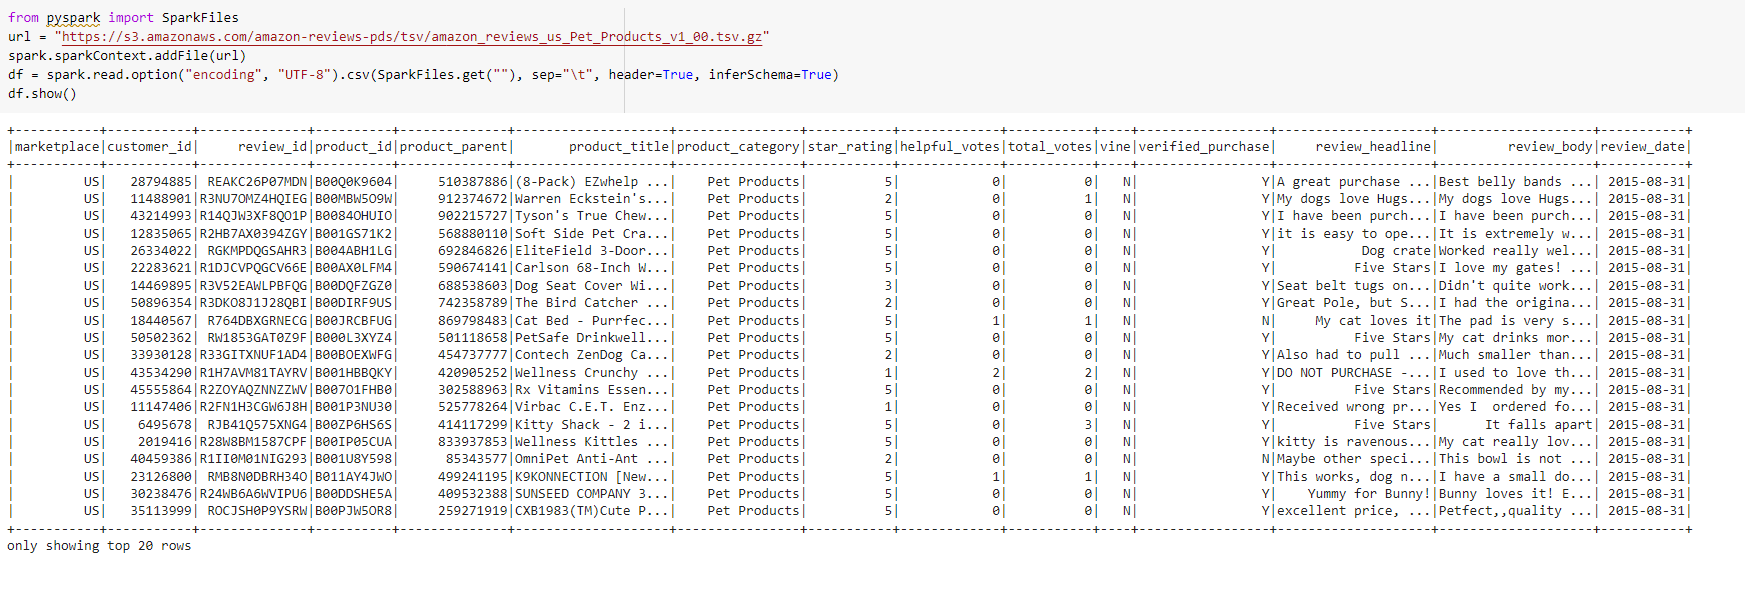 from pyspark import SparkFiles
url = "https://s3.amazonaws.com/amazon-reviews-pds/tsv/amazon_reviews_us_Pet_Products_v1_00.tsv.gz"
spark.sparkContext.addFile(url)
df = spark.read.option("encoding", "UTF-8").csv(SparkFiles.get(""), sep="\t", header=True, inferSchema=True)
df.show()
+-----------+-----------+--------------+----------+--------------+--------------------+----------------+-----------+-------------+-----------+----+-----------------+--------------------+--------------------+-----------+
|marketplace|customer_id|     review_id|product_id|product_parent|       product_title|product_category|star_rating|helpful_votes|total_votes|vine|verified_purchase|     review_headline|         review_body|review_date|
+-----------+-----------+--------------+----------+--------------+--------------------+----------------+-----------+-------------+-----------+----+-----------------+--------------------+--------------------+-----------+
|         US|   28794885| REAKC26P07MDN|B00Q0K9604|     510387886|(8-Pack) EZwhelp ...|    Pet Products|          5|            0|          0|   N|                Y|A great purchase ...|Best belly bands ...| 2015-08-31|
|         US|   11488901|R3NU7OMZ4HQIEG|B00MBW5O9W|     912374672|Warren Eckstein's...|    Pet Products|          2|            0|          1|   N|                Y|My dogs love Hugs...|My dogs love Hugs...| 2015-08-31|
|         US|   43214993|R14QJW3XF8QO1P|B0084OHUIO|     902215727|Tyson's True Chew...|    Pet Products|          5|            0|          0|   N|                Y|I have been purch...|I have been purch...| 2015-08-31|
|         US|   12835065|R2HB7AX0394ZGY|B001GS71K2|     568880110|Soft Side Pet Cra...|    Pet Products|          5|            0|          0|   N|                Y|it is easy to ope...|It is extremely w...| 2015-08-31|
|         US|   26334022| RGKMPDQGSAHR3|B004ABH1LG|     692846826|EliteField 3-Door...|    Pet Products|          5|            0|          0|   N|                Y|           Dog crate|Worked really wel...| 2015-08-31|
|         US|   22283621|R1DJCVPQGCV66E|B00AX0LFM4|     590674141|Carlson 68-Inch W...|    Pet Products|          5|            0|          0|   N|                Y|          Five Stars|I love my gates! ...| 2015-08-31|
|         US|   14469895|R3V52EAWLPBFQG|B00DQFZGZ0|     688538603|Dog Seat Cover Wi...|    Pet Products|          3|            0|          0|   N|                Y|Seat belt tugs on...|Didn't quite work...| 2015-08-31|
|         US|   50896354|R3DKO8J1J28QBI|B00DIRF9US|     742358789|The Bird Catcher ...|    Pet Products|          2|            0|          0|   N|                Y|Great Pole, but S...|I had the origina...| 2015-08-31|
|         US|   18440567| R764DBXGRNECG|B00JRCBFUG|     869798483|Cat Bed - Purrfec...|    Pet Products|          5|            1|          1|   N|                N|     My cat loves it|The pad is very s...| 2015-08-31|
|         US|   50502362| RW1853GAT0Z9F|B000L3XYZ4|     501118658|PetSafe Drinkwell...|    Pet Products|          5|            0|          0|   N|                Y|          Five Stars|My cat drinks mor...| 2015-08-31|
|         US|   33930128|R33GITXNUF1AD4|B00BOEXWFG|     454737777|Contech ZenDog Ca...|    Pet Products|          2|            0|          0|   N|                Y|Also had to pull ...|Much smaller than...| 2015-08-31|
|         US|   43534290|R1H7AVM81TAYRV|B001HBBQKY|     420905252|Wellness Crunchy ...|    Pet Products|          1|            2|          2|   N|                Y|DO NOT PURCHASE -...|I used to love th...| 2015-08-31|
|         US|   45555864|R2ZOYAQZNNZZWV|B007O1FHB0|     302588963|Rx Vitamins Essen...|    Pet Products|          5|            0|          0|   N|                Y|          Five Stars|Recommended by my...| 2015-08-31|
|         US|   11147406|R2FN1H3CGW6J8H|B001P3NU30|     525778264|Virbac C.E.T. Enz...|    Pet Products|          1|            0|          0|   N|                Y|Received wrong pr...|Yes I  ordered fo...| 2015-08-31|
|         US|    6495678| RJB41Q575XNG4|B00ZP6HS6S|     414117299|Kitty Shack - 2 i...|    Pet Products|          5|            0|          3|   N|                Y|          Five Stars|      It falls apart| 2015-08-31|
|         US|    2019416|R28W8BM1587CPF|B00IP05CUA|     833937853|Wellness Kittles ...|    Pet Products|          5|            0|          0|   N|                Y|kitty is ravenous...|My cat really lov...| 2015-08-31|
|         US|   40459386|R1II0M01NIG293|B001U8Y598|      85343577|OmniPet Anti-Ant ...|    Pet Products|          2|            0|          0|   N|                N|Maybe other speci...|This bowl is not ...| 2015-08-31|
|         US|   23126800| RMB8N0DBRH34O|B011AY4JWO|     499241195|K9KONNECTION [New...|    Pet Products|          5|            1|          1|   N|                Y|This works, dog n...|I have a small do...| 2015-08-31|
|         US|   30238476|R24WB6A6WVIPU6|B00DDSHE5A|     409532388|SUNSEED COMPANY 3...|    Pet Products|          5|            0|          0|   N|                Y|    Yummy for Bunny!|Bunny loves it! E...| 2015-08-31|
|         US|   35113999| ROCJSH0P9YSRW|B00PJW5OR8|     259271919|CXB1983(TM)Cute P...|    Pet Products|          5|            0|          0|   N|                Y|excellent price, ...|Petfect,,quality ...| 2015-08-31|
+-----------+-----------+--------------+----------+--------------+--------------------+----------------+-----------+-------------+-----------+----+-----------------+--------------------+--------------------+-----------+
only showing top 20 rows